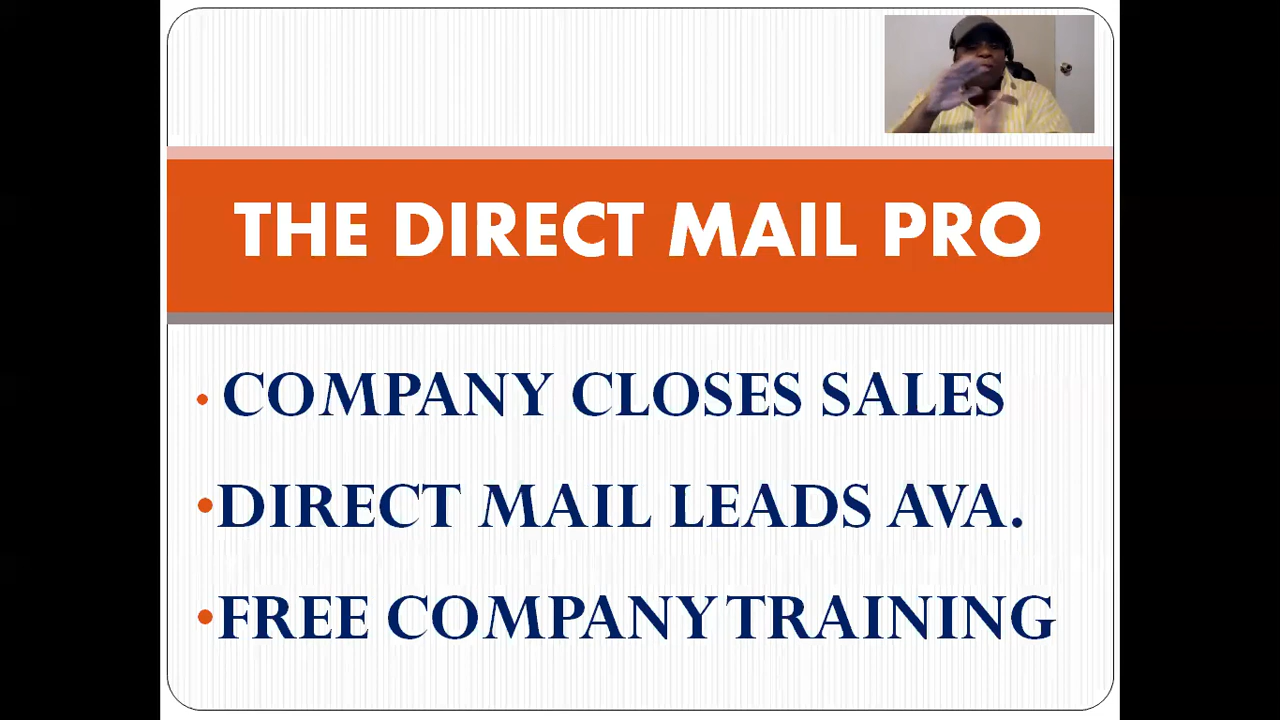 THE DIRECT MAIL PRO
• COMPANY CLOSES SALES
•DIRECT MAIL LEADS AVA.
•FREE COMPANY TRAINING